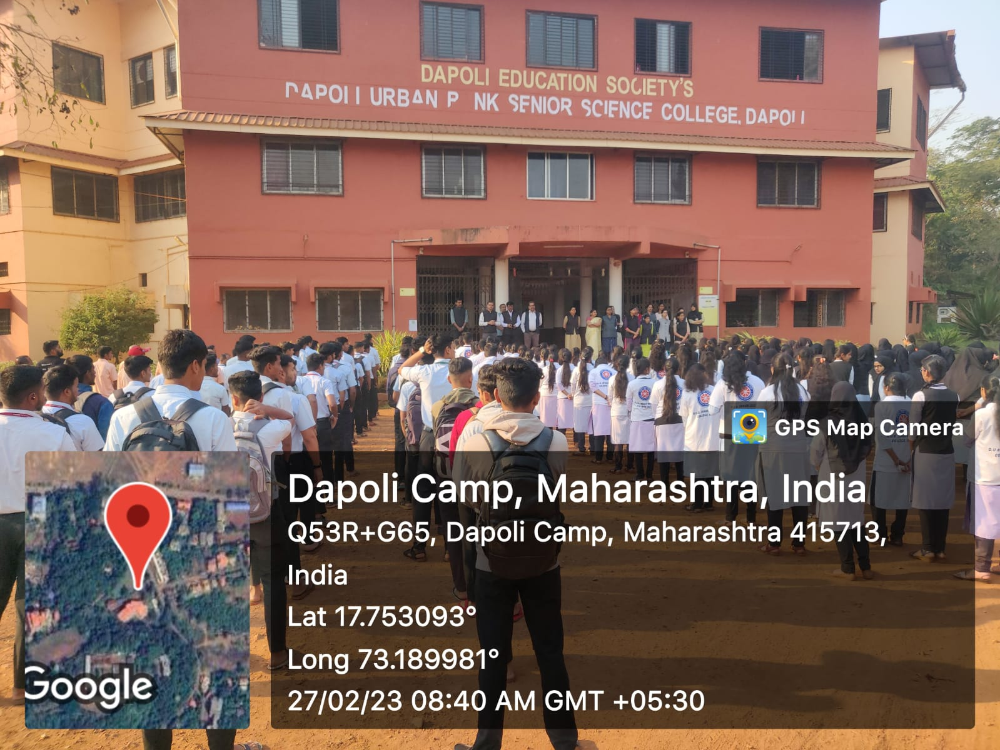 DAPOLI EDUCATION SOCIETY'S
DAPOLI URBAN B NK SENIOR SCIENCE COLLEGE, DAPOLI
GPS Map Camera
Dapoli Camp, Maharashtra, India
Q53R+G65, Dapoli Camp, Maharashtra 415713,
India
Lat 17.753093°
Long 73.189981°
27/02/23 08:40 AM GMT +05:30
Google